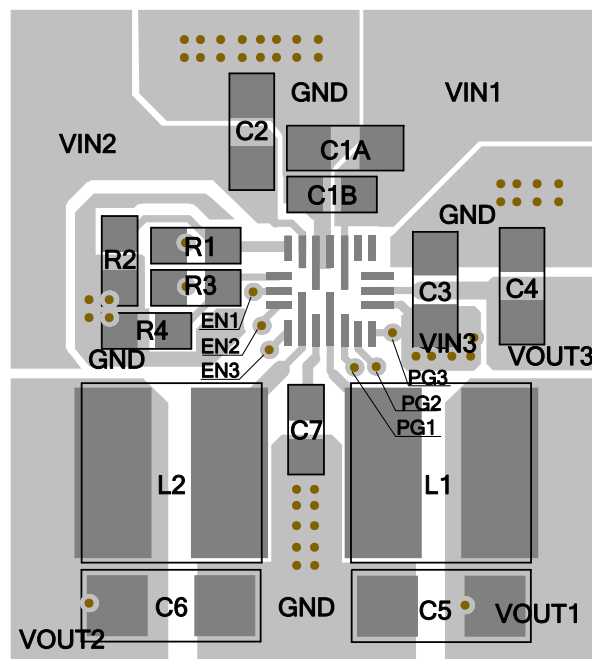 GND
VIN1
C2
VIN2
C1A
C1B
GND
R1
R2
R3
C3
C4
EN1
R4
EN2
VIN3
GND
VOUT3
EN3
PG3
PG2
PG1
C7
L2
L1
C6
GND
C5
VOUT1
VOUT2